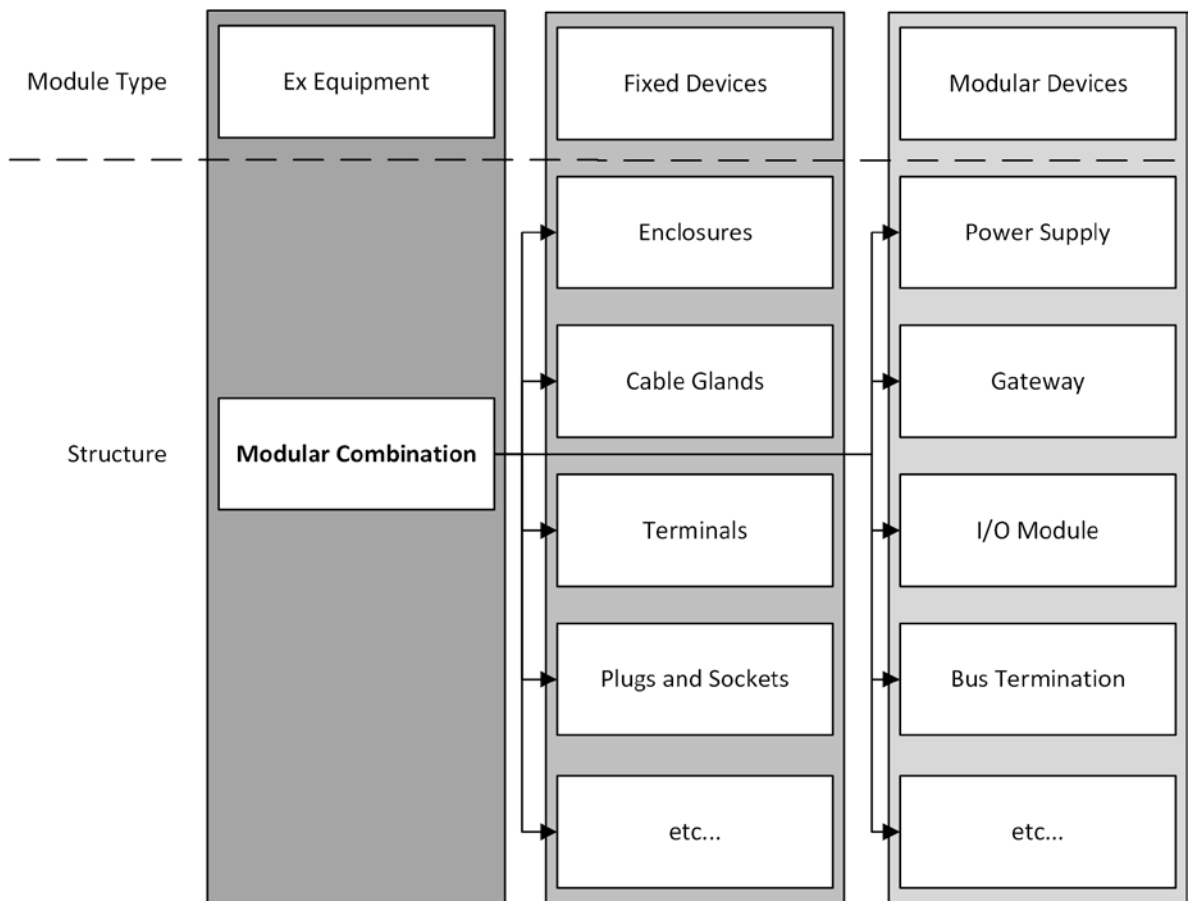 Module Type
Ex Equipment
Fixed Devices
Modular Devices
Enclosures
Power Supply
Cable Glands
Gateway
Structure
Modular Combination
Terminals
I/O Module
Plugs and Sockets
Bus Termination
etc...
etc...